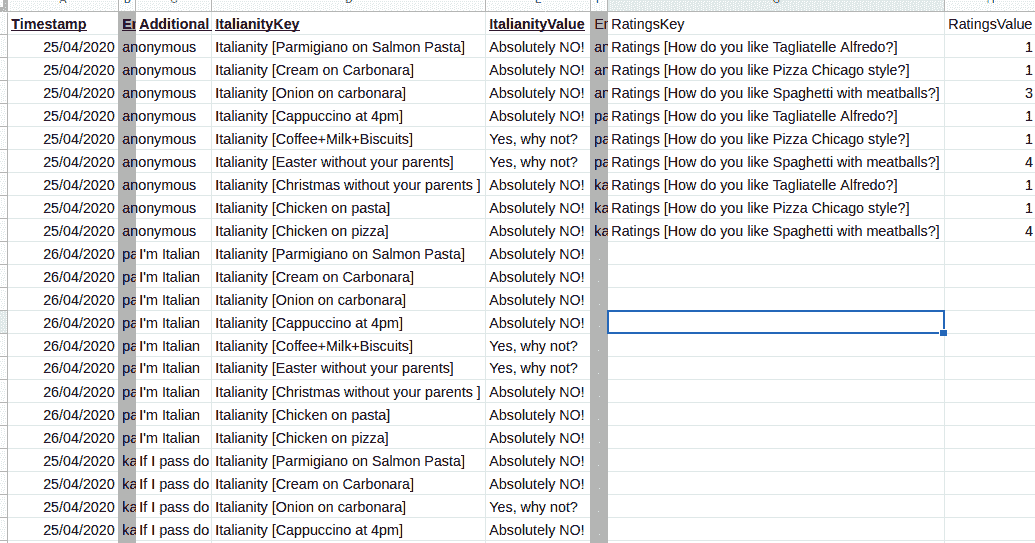 Timestamp Er Additional ItalianityKey ItalianityValue Er RatingsKey RatingsValue
25/04/2020 anonymous Italianity [Parmigiano on Salmon Pasta] Absolutely NO! an Ratings [How do you like Tagliatelle Alfredo?] 1
25/04/2020 anonymous Italianity [Cream on Carbonara] Absolutely NO! an Ratings [How do you like Pizza Chicago style?] 1
25/04/2020 anonymous Italianity [Onion on carbonara] Absolutely NO! an Ratings [How do you like Spaghetti with meatballs?] 3
25/04/2020 anonymous Italianity [Cappuccino at 4pm] Absolutely NO! pa Ratings [How do you like Tagliatelle Alfredo?] 1
25/04/2020 anonymous Italianity [Coffee+Milk+Biscuits] Yes, why not? pa Ratings [How do you like Pizza Chicago style?] 1
25/04/2020 anonymous Italianity [Easter without your parents] Yes, why not? pa Ratings [How do you like Spaghetti with meatballs?] 4
25/04/2020 anonymous Italianity [Christmas without your parents ] Absolutely NO! ka Ratings [How do you like Tagliatelle Alfredo?] 1
25/04/2020 anonymous Italianity [Chicken on pasta] Absolutely NO! ka Ratings [How do you like Pizza Chicago style?] 1
25/04/2020 anonymous Italianity [Chicken on pizza] Absolutely NO! ka Ratings [How do you like Spaghetti with meatballs?] 4
26/04/2020 pa I'm Italian Italianity [Parmigiano on Salmon Pasta] Absolutely NO!
26/04/2020 pa I'm Italian Italianity [Cream on Carbonara] Absolutely NO!
26/04/2020 pa I'm Italian Italianity [Onion on carbonara] Absolutely NO!
26/04/2020 pa I'm Italian Italianity [Cappuccino at 4pm] Absolutely NO!
26/04/2020 pa I'm Italian Italianity [Coffee+Milk+Biscuits] Yes, why not?
26/04/2020 pa I'm Italian Italianity [Easter without your parents] Yes, why not?
26/04/2020 pa I'm Italian Italianity [Christmas without your parents ] Absolutely NO!
26/04/2020 pa I'm Italian Italianity [Chicken on pasta] Absolutely NO!
26/04/2020 pa I'm Italian Italianity [Chicken on pizza] Absolutely NO!
25/04/2020 ka If I pass do Italianity [Parmigiano on Salmon Pasta] Absolutely NO!
25/04/2020 ka If I pass do Italianity [Cream on Carbonara] Absolutely NO!
25/04/2020 ka If I pass do Italianity [Onion on carbonara] Yes, why not?
25/04/2020 ka If I pass do Italianity [Cappuccino at 4pm] Absolutely NO!